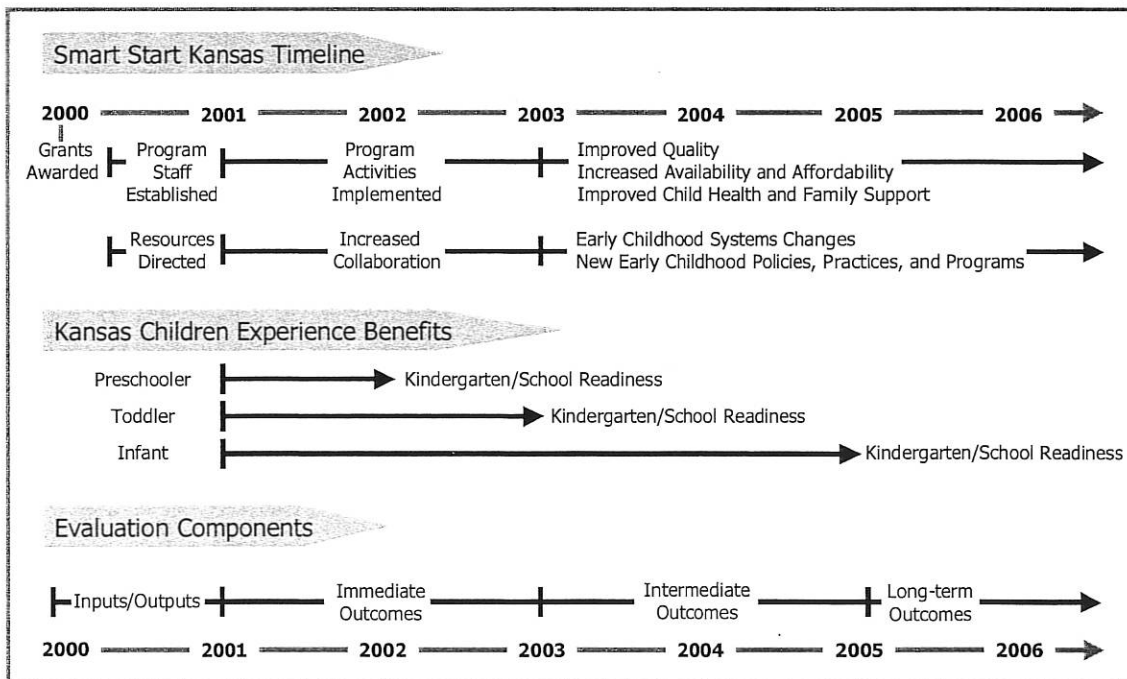 Smart Start Kansas Timeline
2000 2001 2002 2003 2004 2005 2006
Grants
Awarded
Program
Staff
Established
Program
Activities
Implemented
Improved Quality
Increased Availability and Affordability
Improved Child Health and Family Support
Resources
Directed
Increased
Collaboration
Early Childhood Systems Changes
New Early Childhood Policies, Practices, and Programs
Kansas Children Experience Benefits
Preschooler Kindergarten/School Readiness
Toddler Kindergarten/School Readiness
Infant Kindergarten/School Readiness
Evaluation Components
Inputs/Outputs
Immediate
Outcomes
Intermediate
Outcomes
Long-term
Outcomes
2000 2001 2002 2003 2004 2005 2006